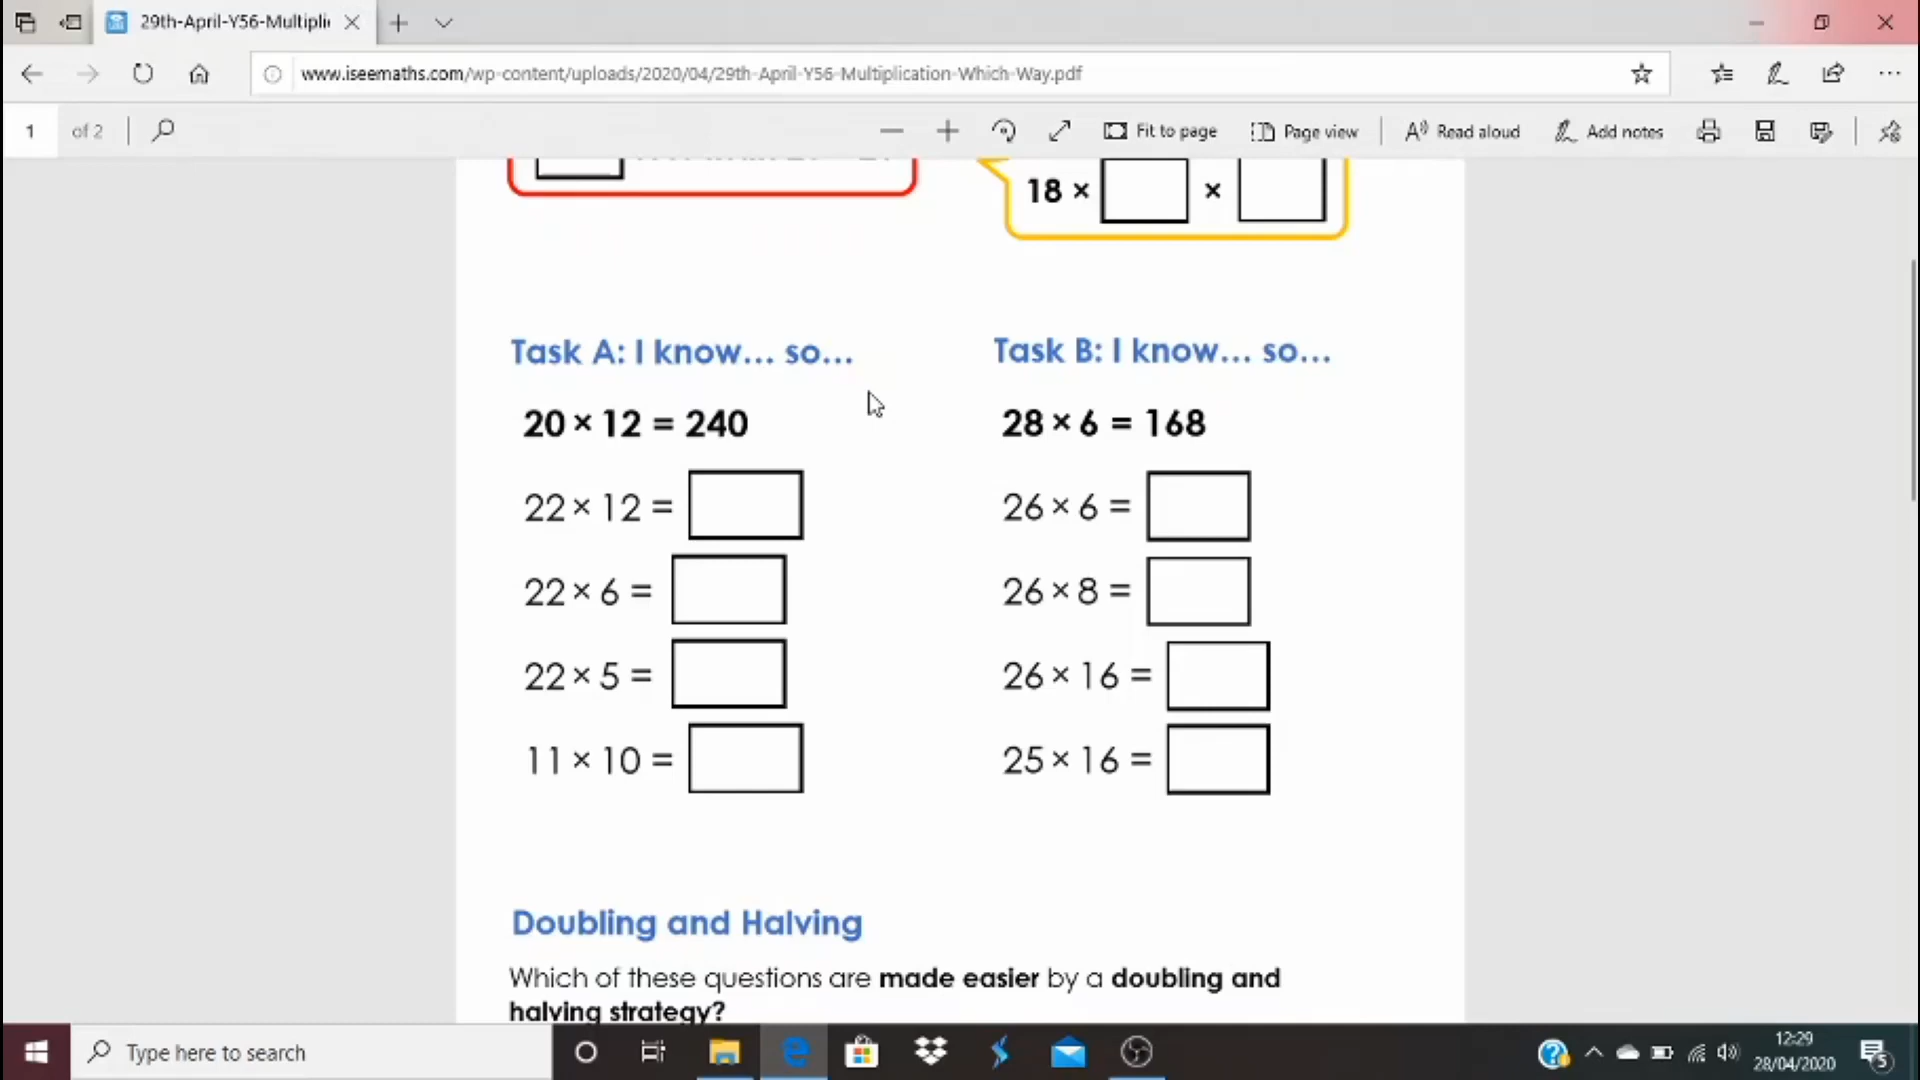 29th-April-Y56-Multipli
www.iseemaths.com/wp-content/uploads/2020/04/29th-April-Y56-Multiplication-Which-Way.pdf
1 of 2 Fit to page Page view Read aloud Add notes
18 × ×
Task A: I know... so...
20 × 12 = 240
22 × 12 =
22 × 6 =
22 × 5 =
11 × 10 =
Task B: I know... so...
28 × 6 = 168
26 × 6 =
26 × 8 =
26 × 16 =
25 × 16 =
Doubling and Halving
Which of these questions are made easier by a doubling and
halving strategy?
Type here to search
12:29
28/04/2020
5